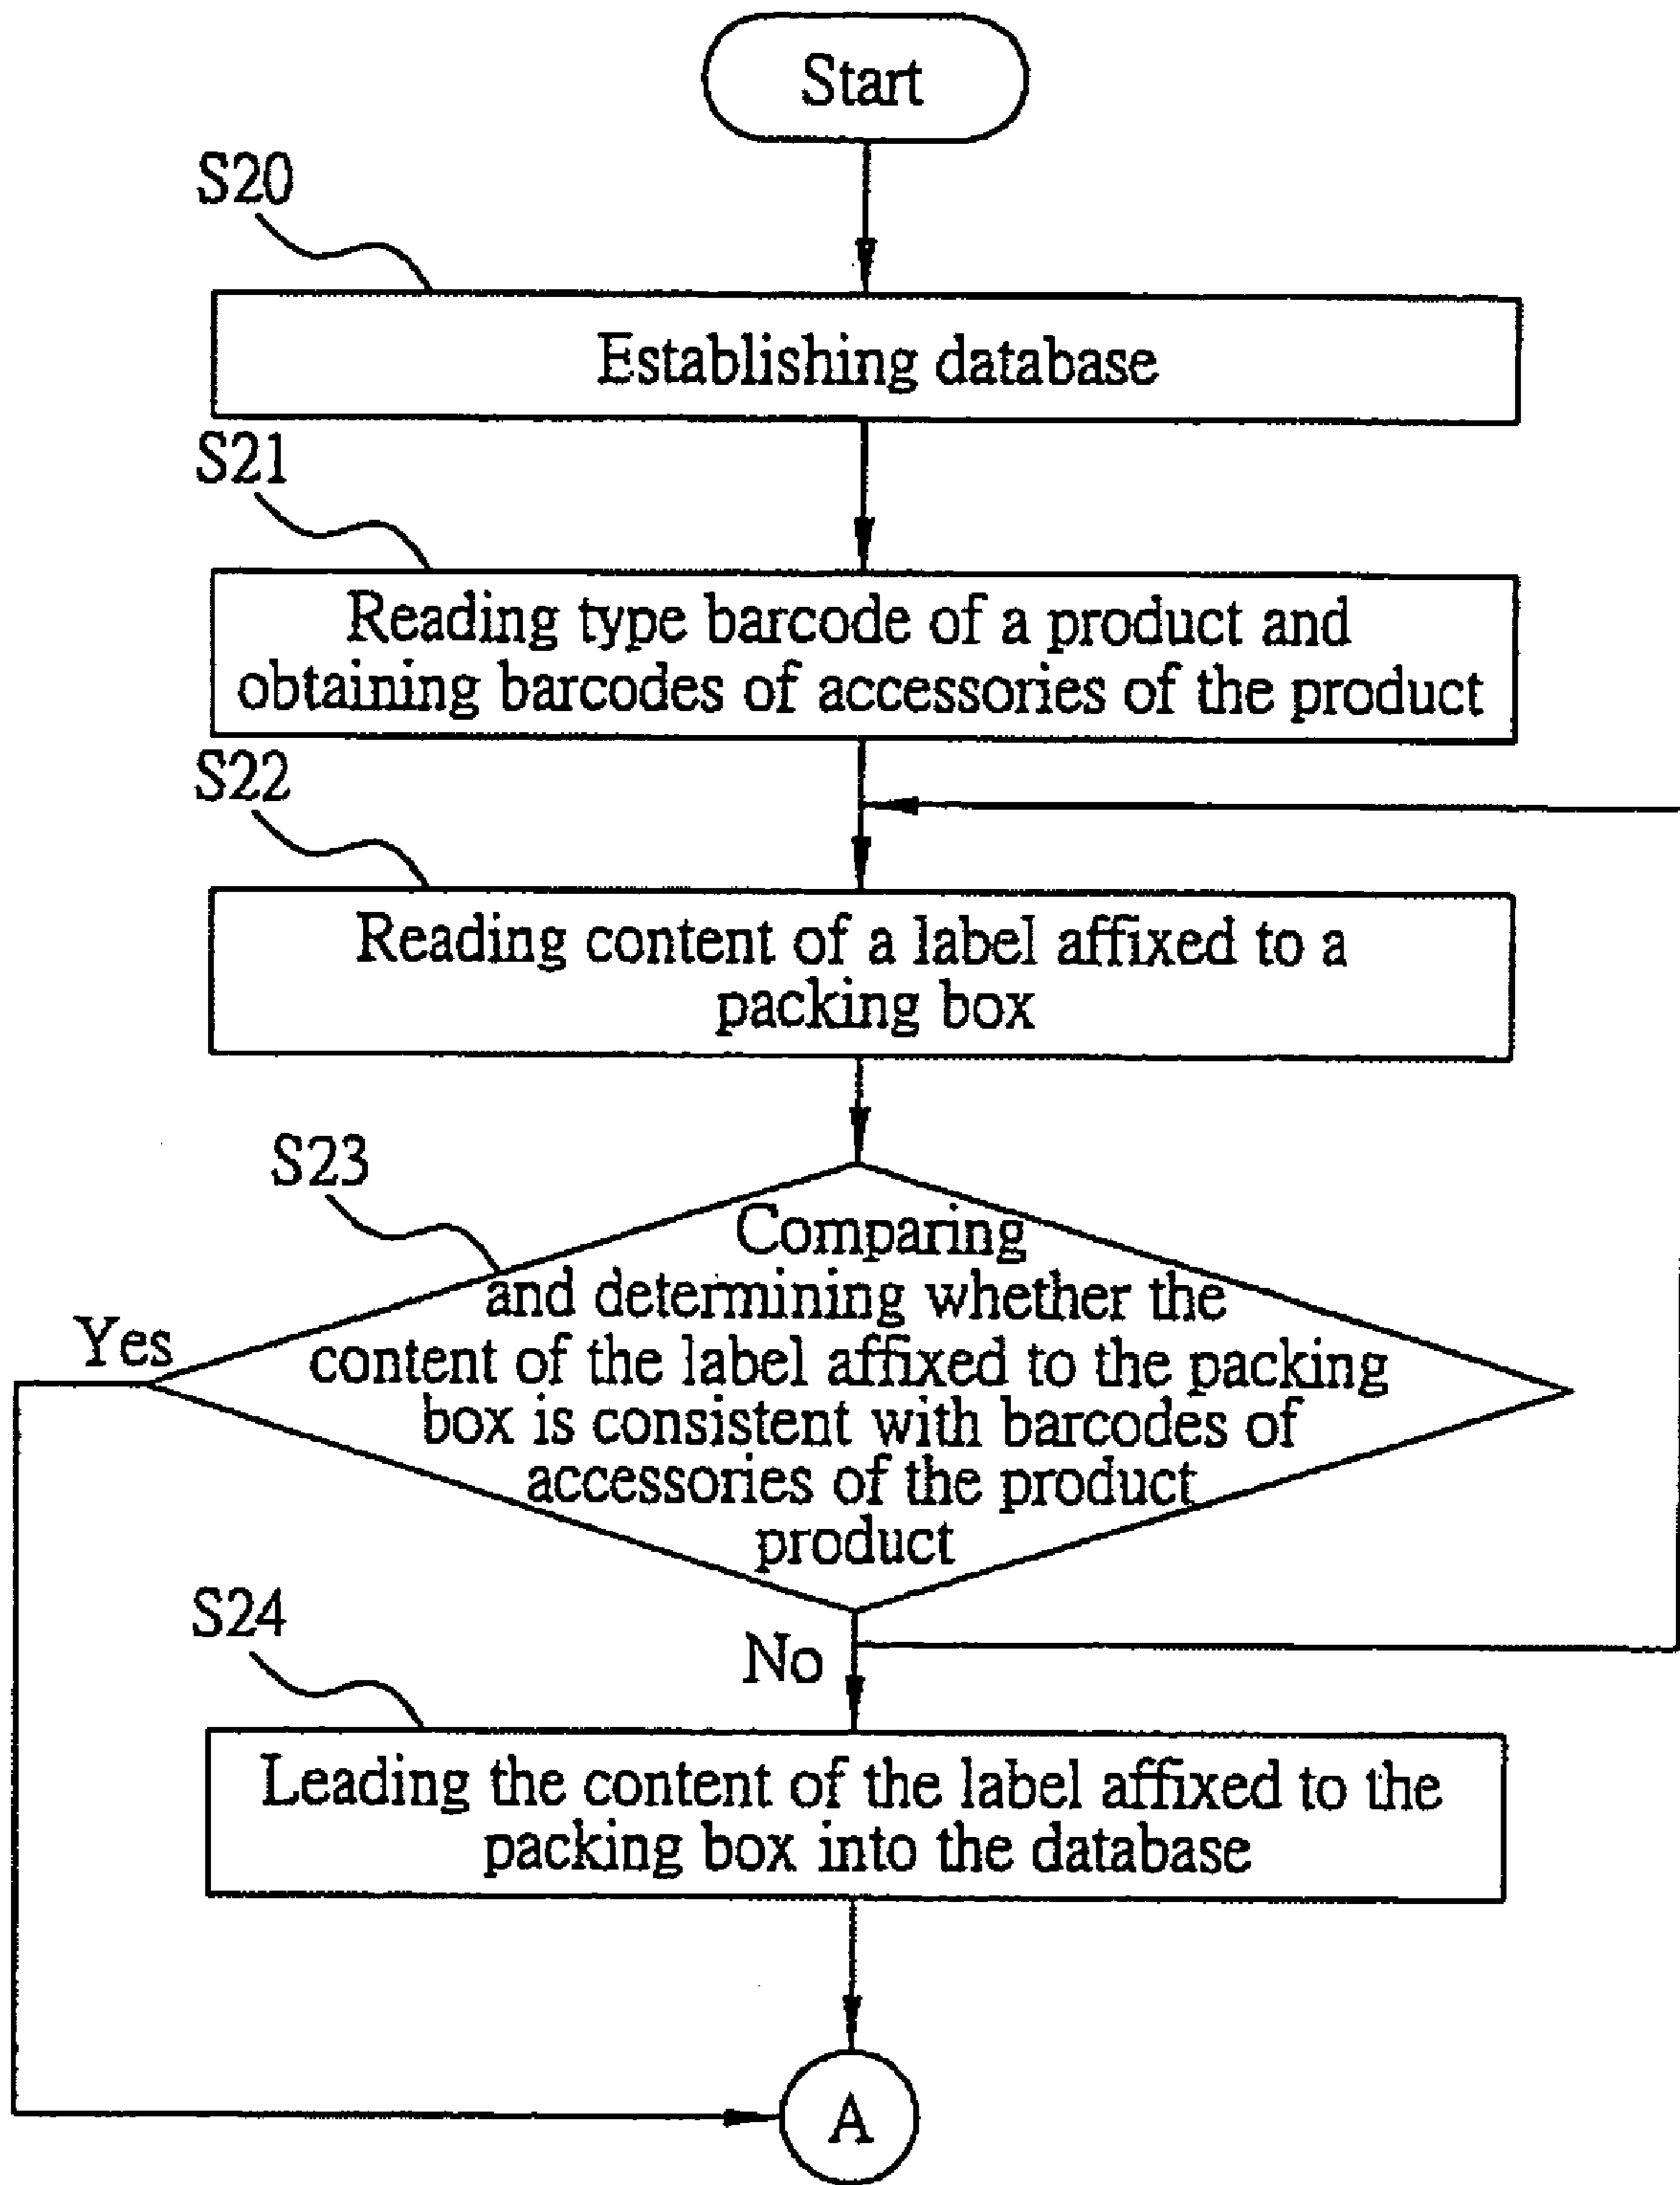 Start
S20
Establishing database
S21
Reading type barcode of a product and
obtaining barcodes of accessories of the product
S22
Reading content of a label affixed to a
packing box
S23
Comparing
and determining whether the
content of the label affixed to the packing
box is consistent with barcodes of
accessories of the product
product
Yes
No
S24
Leading the content of the label affixed to the
packing box into the database
A